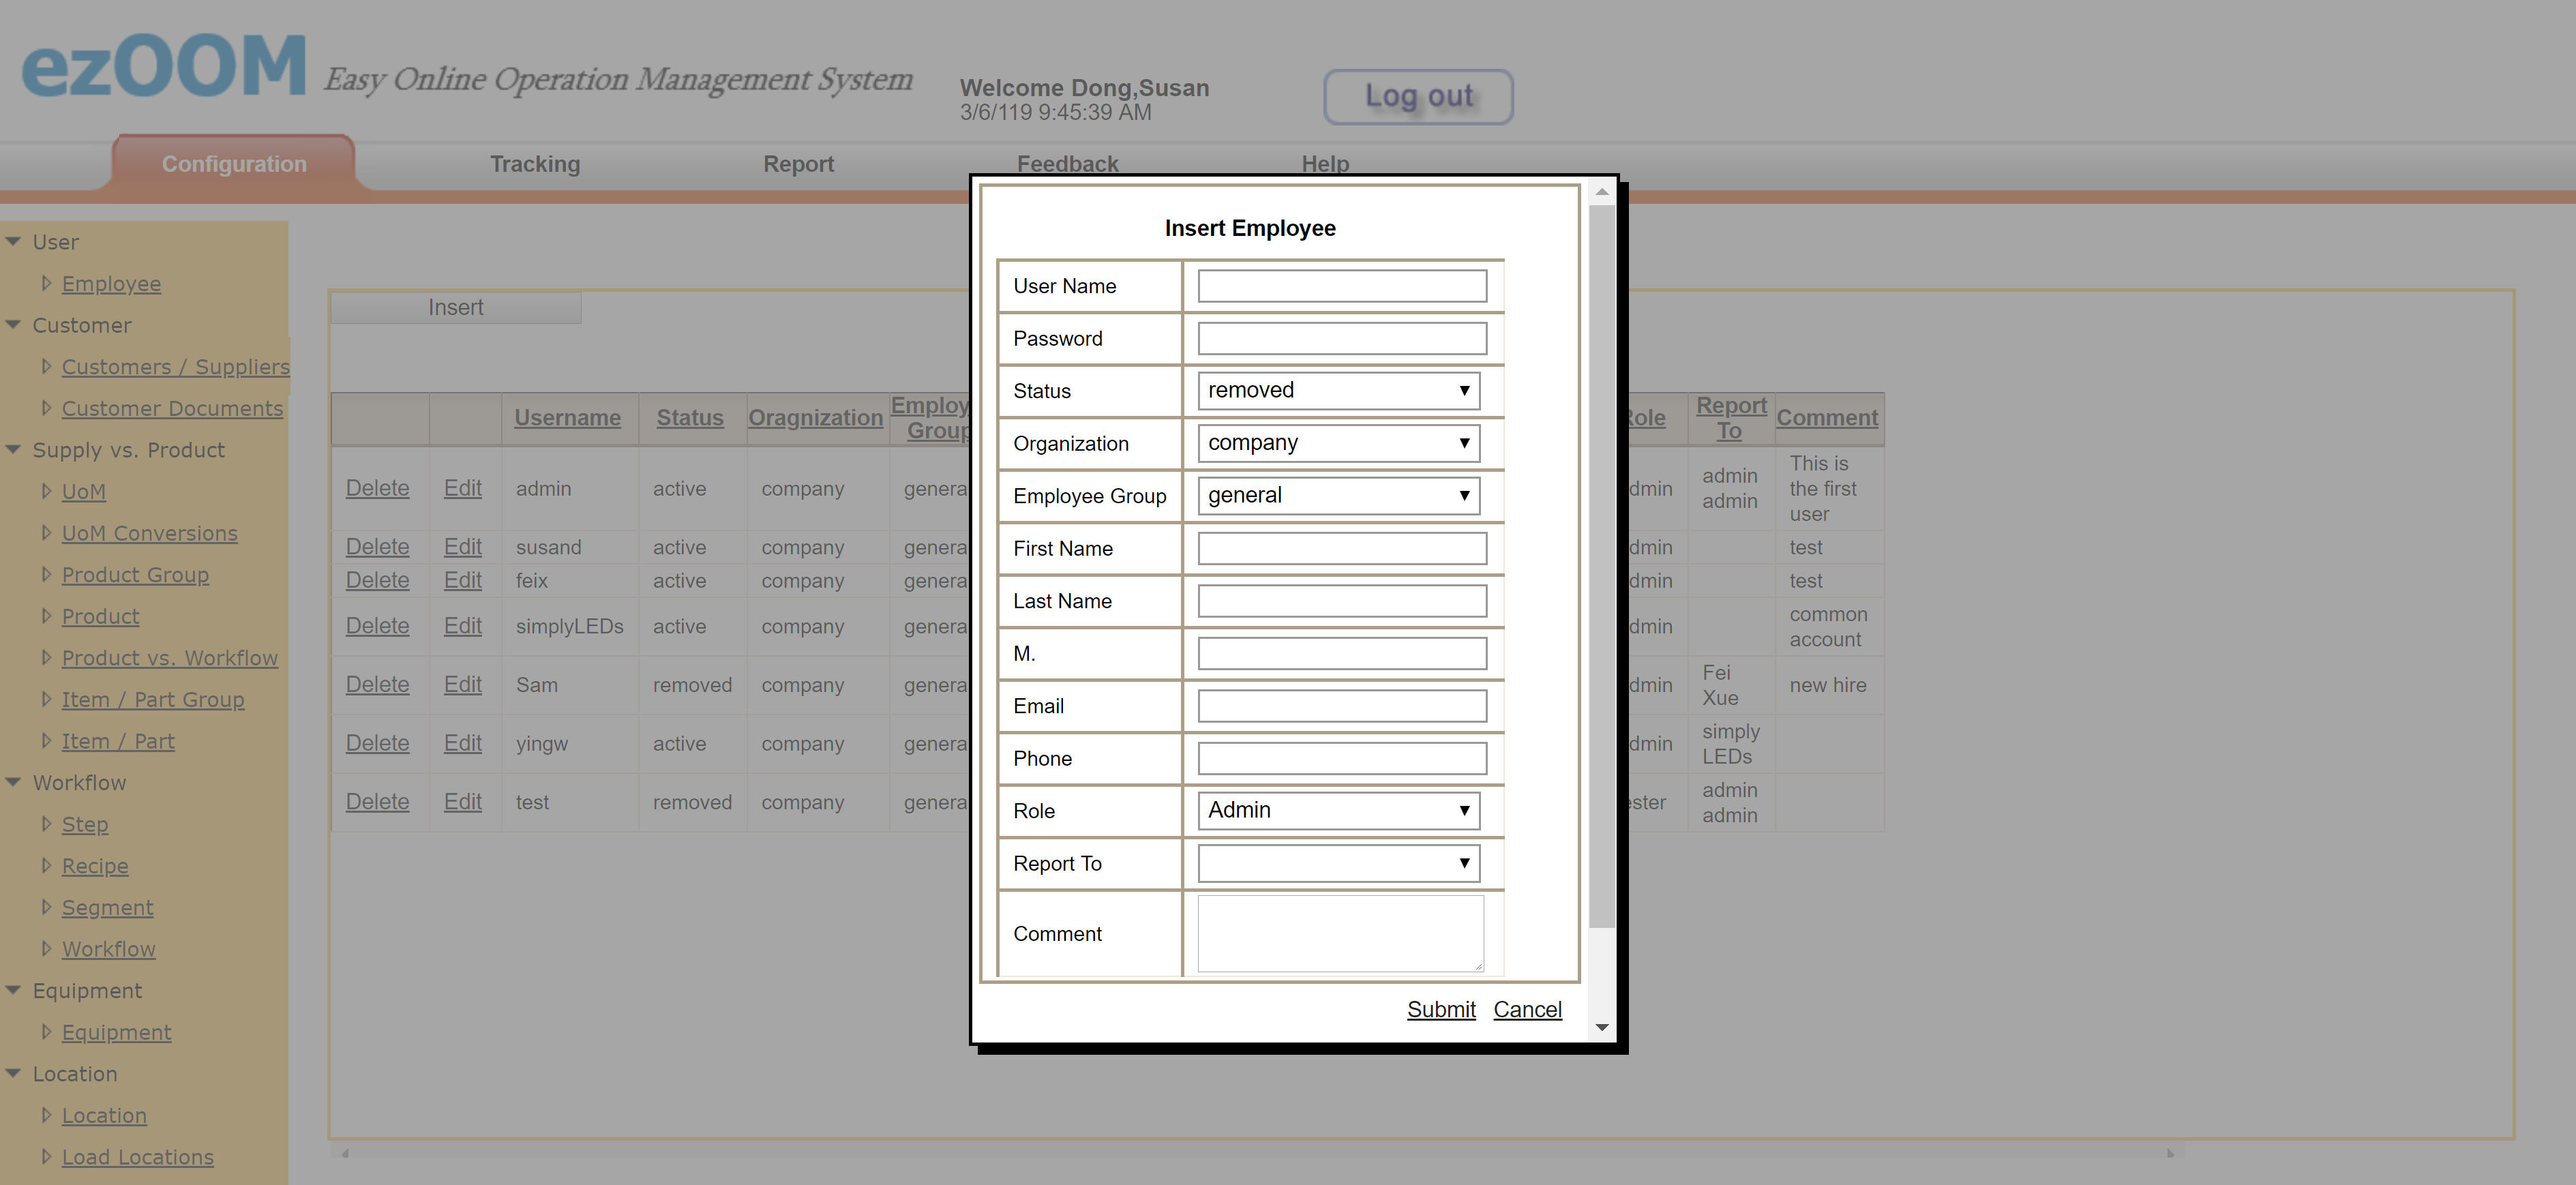 ezOOM Easy Online Operation Management System
Welcome Dong,Susan
3/6/119 9:45:39 AM
Log out
Configuration Tracking Report Feedback Help
User
Employee
Customer
Customers / Suppliers
Customer Documents
Supply vs. Product
UoM
UoM Conversions
Product Group
Product
Product vs. Workflow
Item / Part Group
Item / Part
Workflow
Step
Recipe
Segment
Workflow
Equipment
Equipment
Location
Location
Load Locations
Insert
Username Status Oragnization Employ Group Role Report To Comment
Delete Edit admin active company genera dmin admin admin This is the first user
Delete Edit susand active company genera dmin test
Delete Edit feix active company genera dmin test
Delete Edit simplyLEDs active company genera dmin common account
Delete Edit Sam removed company genera dmin Fei Xue new hire
Delete Edit yingw active company genera dmin simply LEDs
Delete Edit test removed company genera ester admin admin
Insert Employee
User Name
Password
Status removed
Organization company
Employee Group general
First Name
Last Name
M.
Email
Phone
Role Admin
Report To
Comment
Submit Cancel